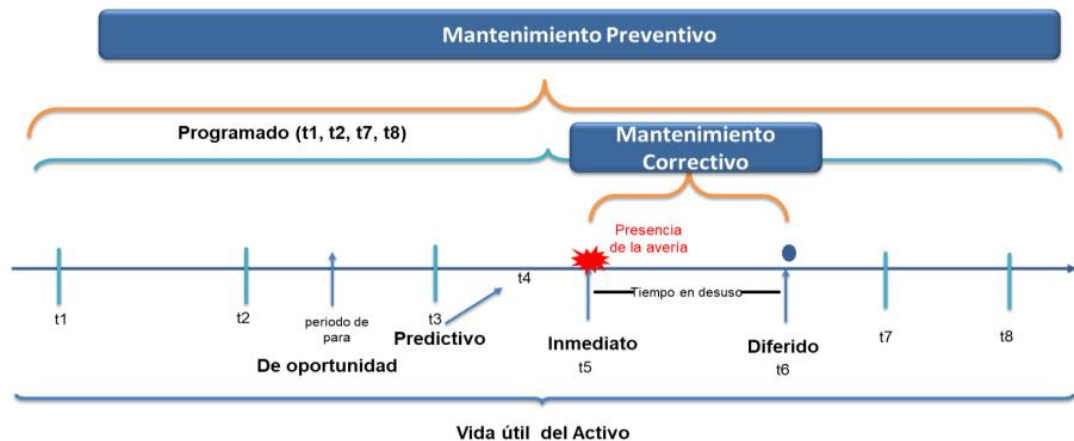 Mantenimiento Preventivo
Programado (t1, t2, t7, t8)
Mantenimiento
Correctivo
Presencia
de la avería
t4
Tiempo en desuso
t1
t2
periodo de
para
t3
Predictivo
Inmediato
t5
Diferido
t6
t7
t8
De oportunidad
Vida útil del Activo